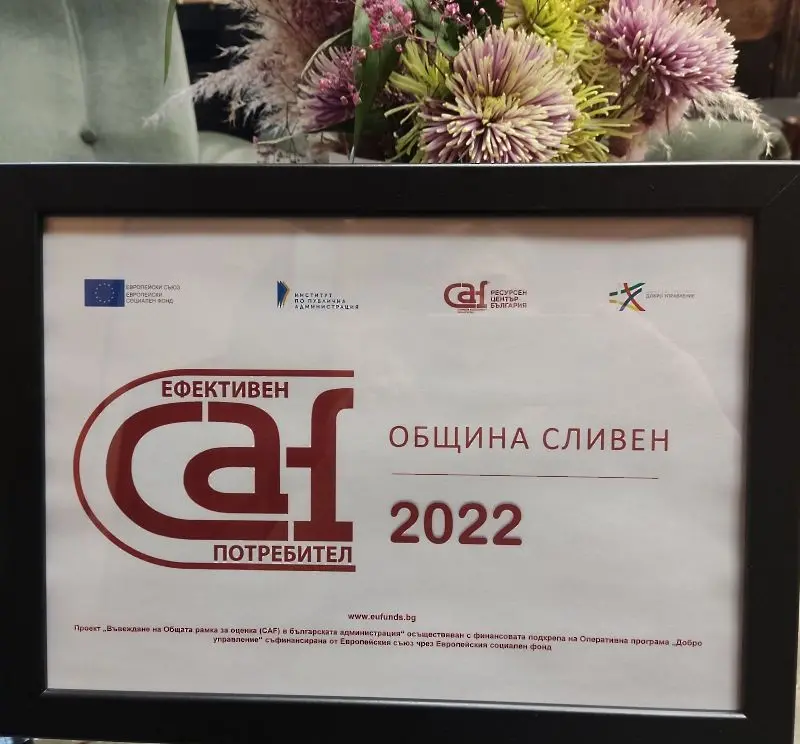 ЕВРОПЕЙСКИ СЪЮЗ
ЕВРОПЕЙСКИ
СОЦИАЛЕН ФОНД
ИНСТИТУТ
ПО ПУБЛИЧНА
АДМИНИСТРАЦИЯ
caf
РЕСУРСЕН
ЦЕНТЪР-
БЪЛГАРИЯ
ДОБРО УПРАВЛЕНИЕ
ЕФЕКТИВЕН
caf
ПОТРЕБИТЕЛ
ОБЩИНА СЛИВЕН
2022
www.eufunds.bg
Проект „Въвеждане на Общата рамка за оценка (CAF) в българската администрация" осъществяван с финансовата подкрепа на Оперативна програма „Добро
управление" съфинансирана от Европейския съюз чрез Европейския социален фонд